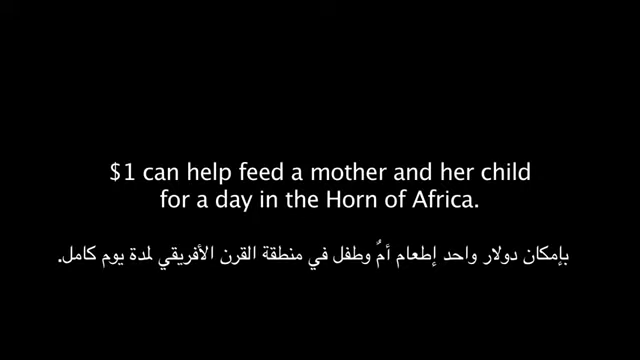 $1 can help feed a mother and her child
for a day in the Horn of Africa.
بإمكان دولار واحد إطعام أمٌ وطفل في منطقة القرن الأفريقي لمدة يوم كامل.